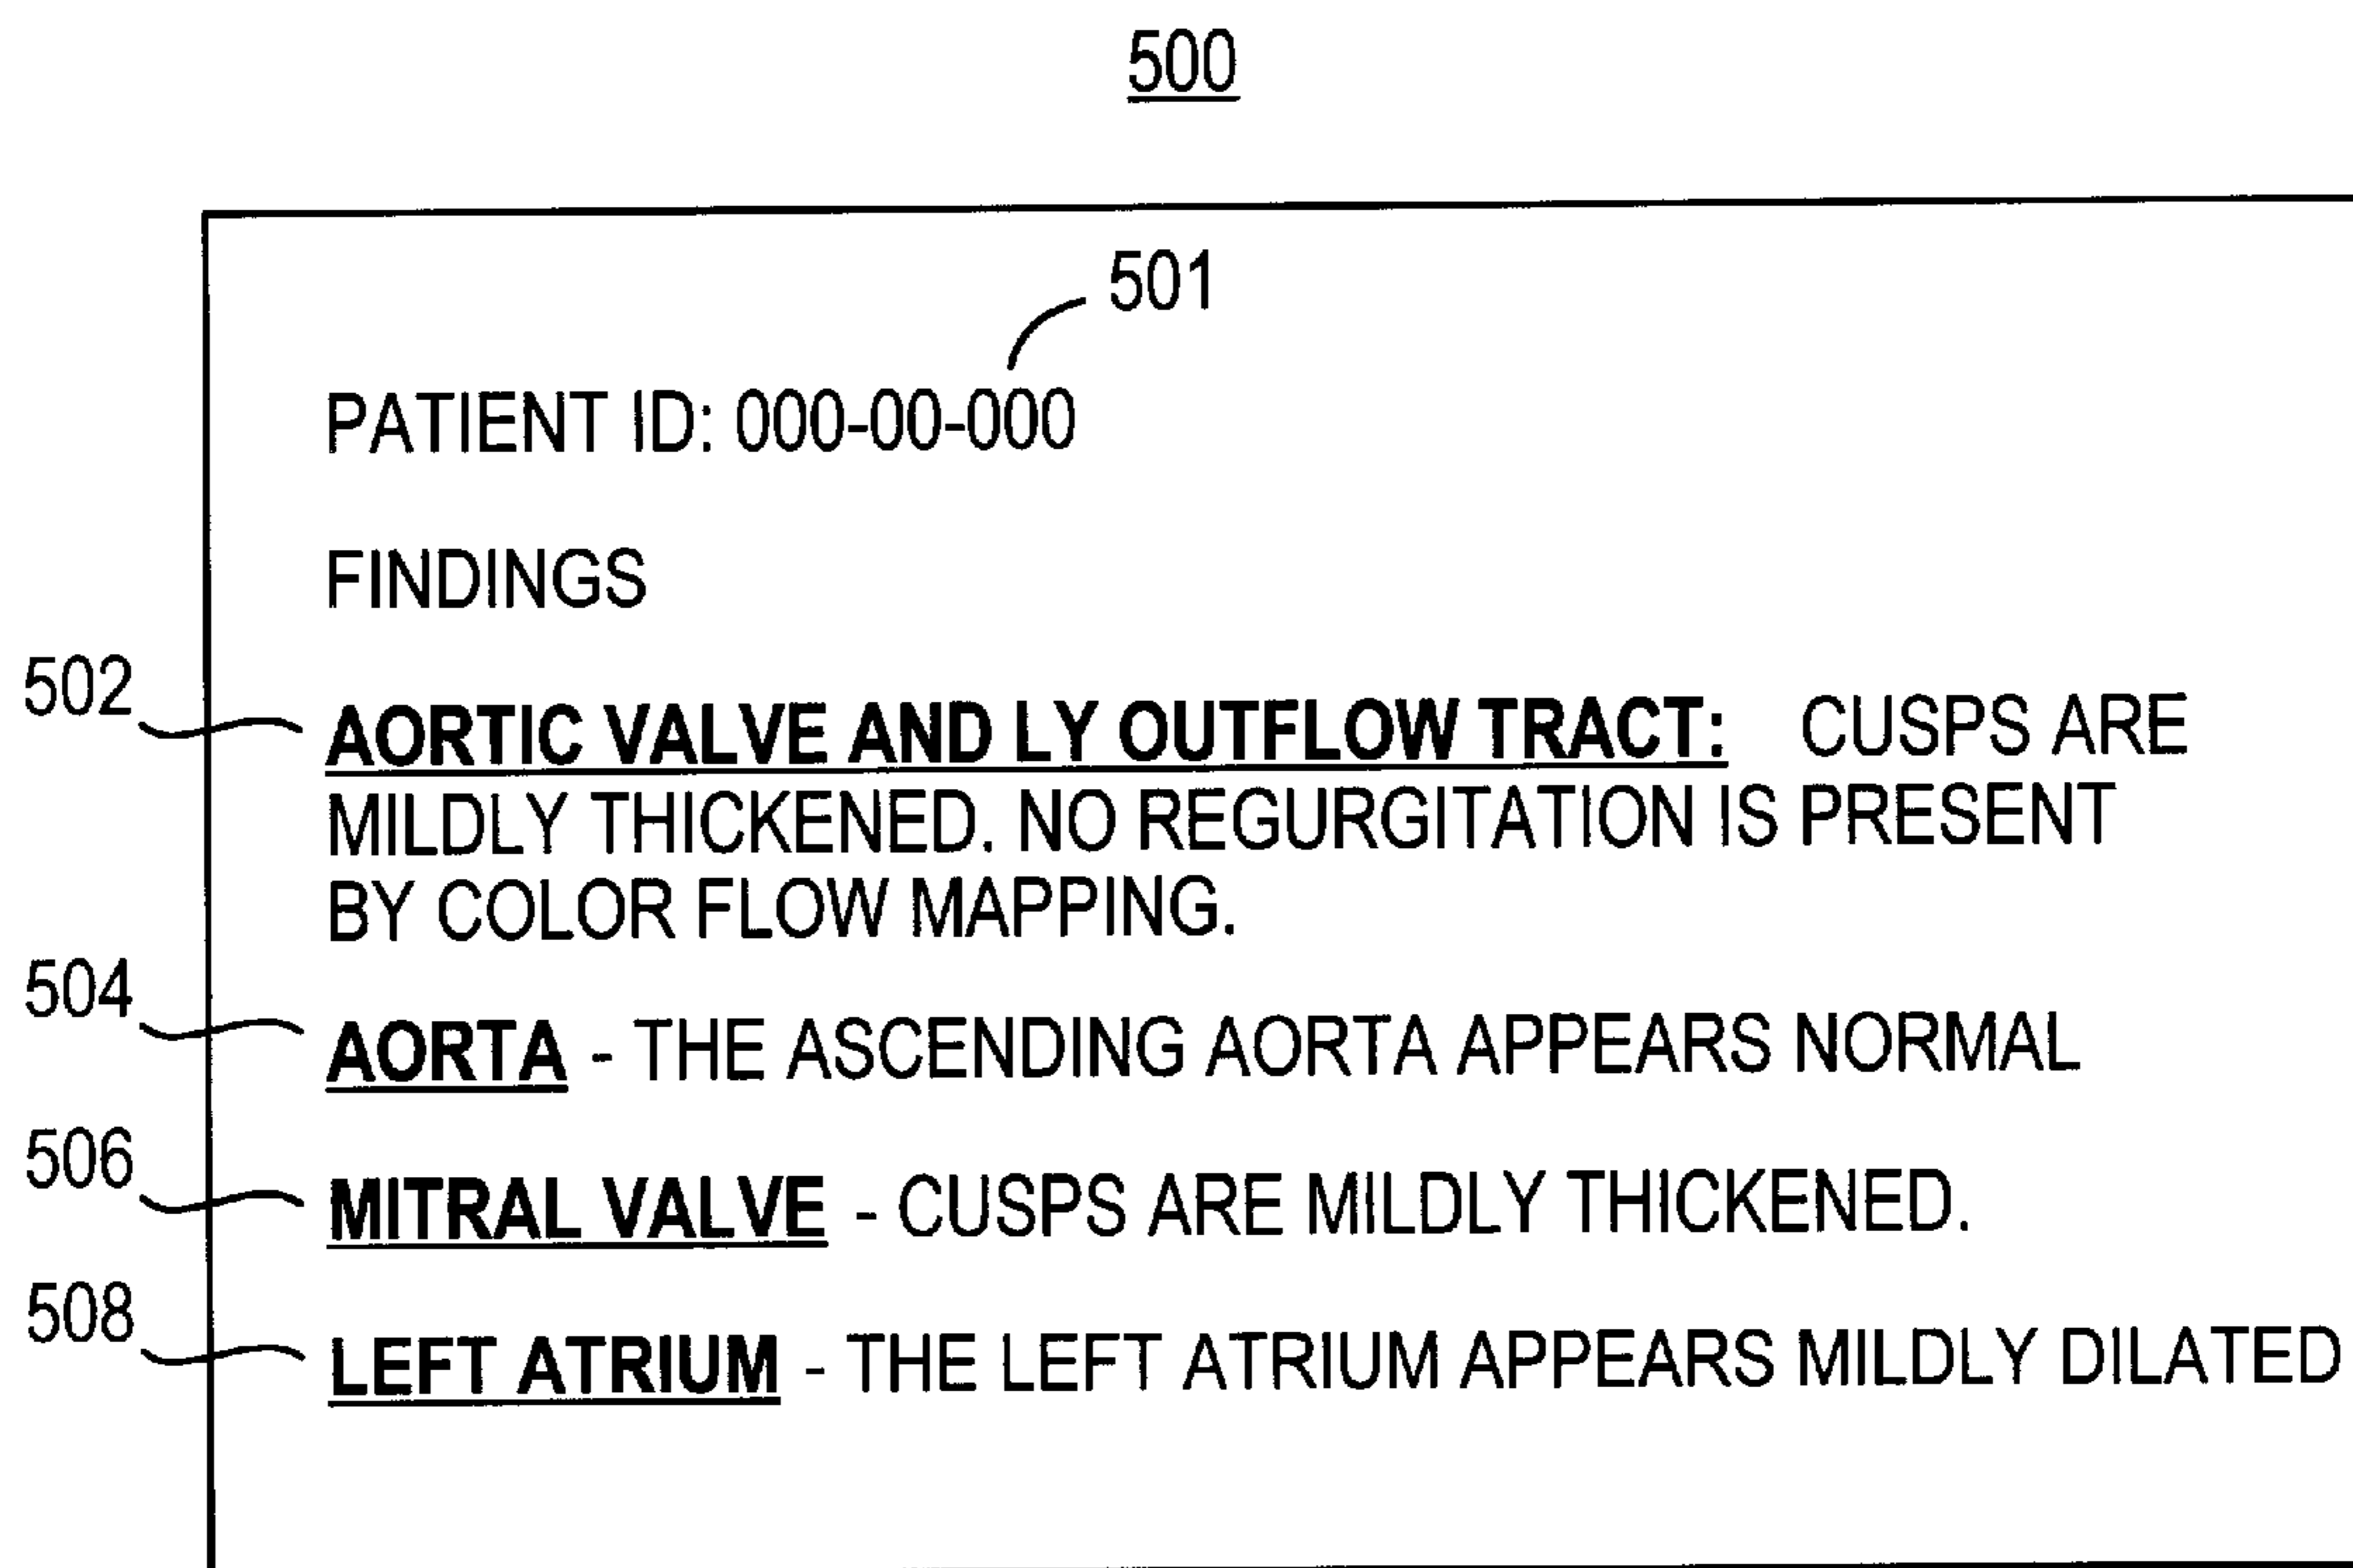 500
501
PATIENT ID: 000-00-000
FINDINGS
502
AORTIC VALVE AND LY OUTFLOW TRACT: CUSPS ARE
MILDLY THICKENED. NO REGURGITATION IS PRESENT
BY COLOR FLOW MAPPING.
504
AORTA - THE ASCENDING AORTA APPEARS NORMAL
506
MITRAL VALVE - CUSPS ARE MILDLY THICKENED.
508
LEFT ATRIUM - THE LEFT ATRIUM APPEARS MILDLY DILATED